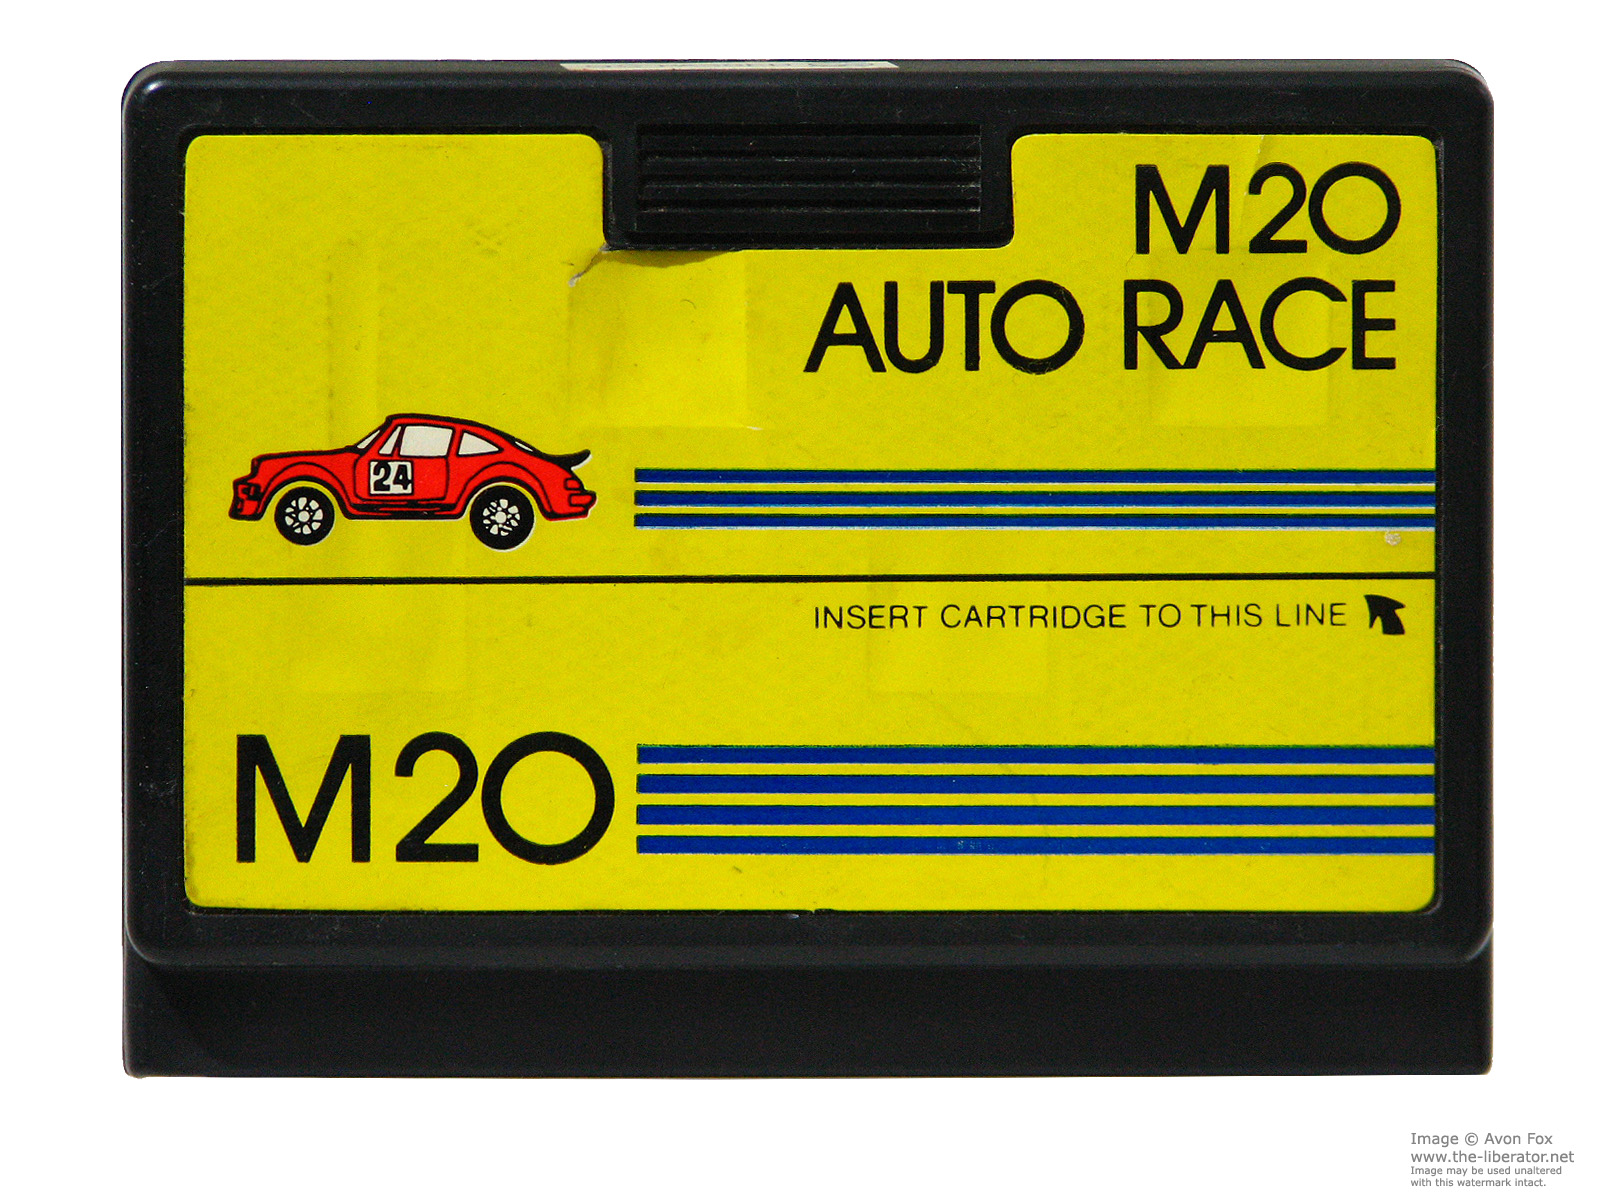 M20
AUTO RACE
24
INSERT CARTRIDGE TO THIS LINE
M20
Image © Avon Fox
www.the-liberator.net
Image may be used unaltered
with this watermark intact.